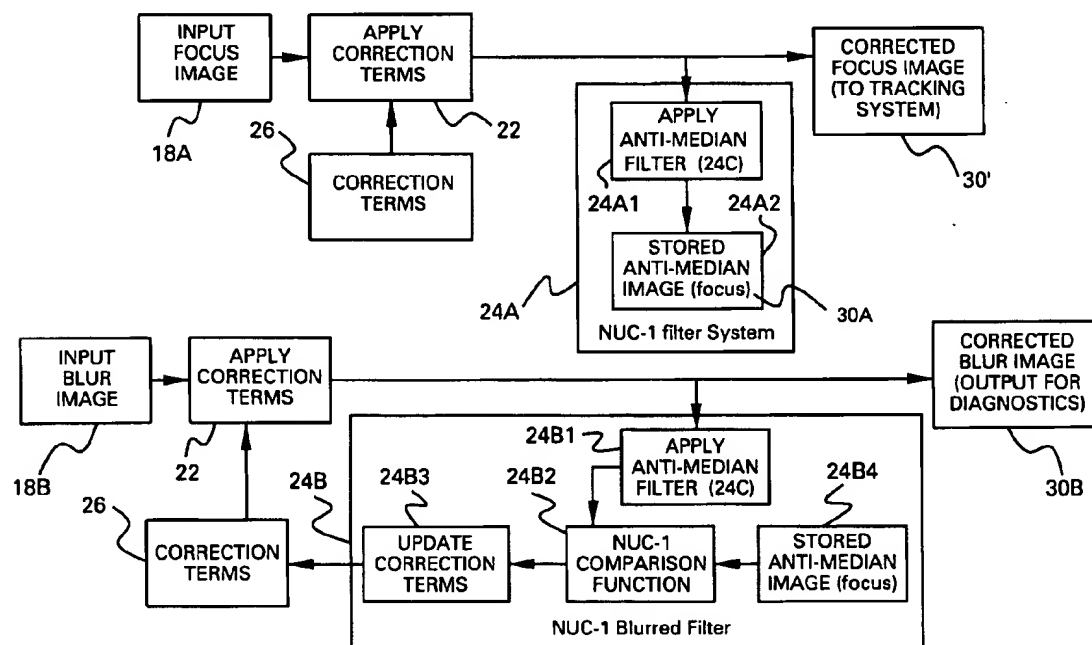 INPUT
FOCUS
IMAGE
18A
APPLY
CORRECTION
TERMS
22
26
CORRECTION
TERMS
CORRECTED
FOCUS IMAGE
(TO TRACKING
SYSTEM)
30'
APPLY
ANTI-MEDIAN
FILTER (24C)
24A1
24A2
STORED
ANTI-MEDIAN
IMAGE (focus)
24A
30A
NUC-1 filter System
INPUT
BLUR
IMAGE
18B
APPLY
CORRECTION
TERMS
22
CORRECTED
BLUR IMAGE
(OUTPUT FOR
DIAGNOSTICS)
30B
24B1
APPLY
ANTI-MEDIAN
FILTER (24C)
24B
24B3
24B2
24B4
26
CORRECTION
TERMS
UPDATE
CORRECTION
TERMS
NUC-1
COMPARISON
FUNCTION
STORED
ANTI-MEDIAN
IMAGE (focus)
NUC-1 Blurred Filter